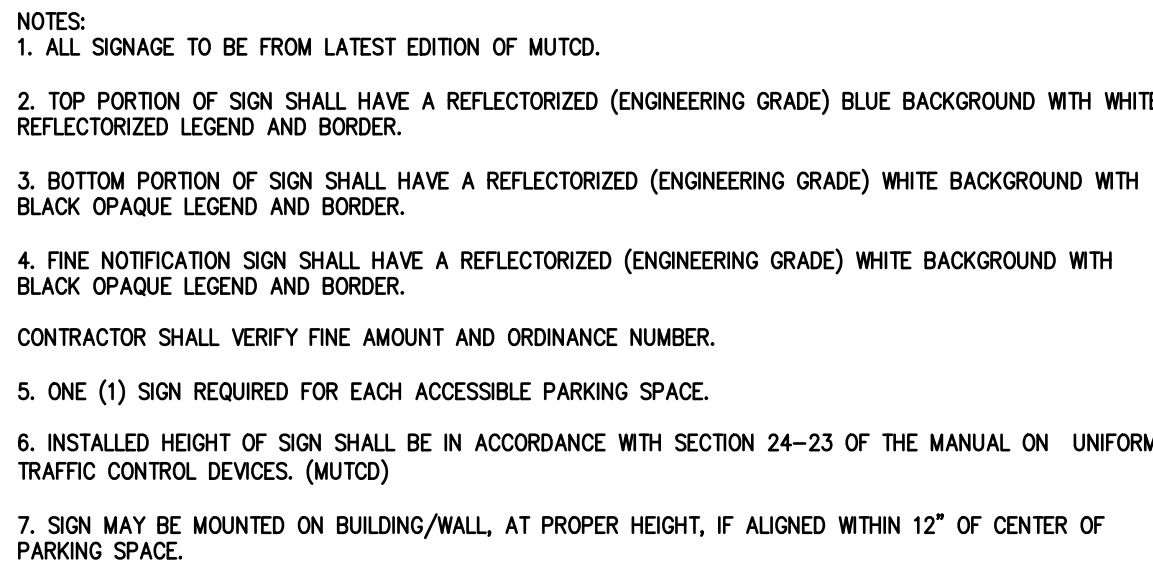 NOTES:
1. ALL SIGNAGE TO BE FROM LATEST EDITION OF MUTCD.
2. TOP PORTION OF SIGN SHALL HAVE A REFLECTORIZED (ENGINEERING GRADE) BLUE BACKGROUND WITH WHITE
REFLECTORIZED LEGEND AND BORDER.
3. BOTTOM PORTION OF SIGN SHALL HAVE A REFLECTORIZED (ENGINEERING GRADE) WHITE BACKGROUND WITH
BLACK OPAQUE LEGEND AND BORDER.
4. FINE NOTIFICATION SIGN SHALL HAVE A REFLECTORIZED (ENGINEERING GRADE) WHITE BACKGROUND WITH
BLACK OPAQUE LEGEND AND BORDER.
CONTRACTOR SHALL VERIFY FINE AMOUNT AND ORDINANCE NUMBER.
5. ONE (1) SIGN REQUIRED FOR EACH ACCESSIBLE PARKING SPACE.
6. INSTALLED HEIGHT OF SIGN SHALL BE IN ACCORDANCE WITH SECTION 24-23 OF THE MANUAL ON UNIFORM
TRAFFIC CONTROL DEVICES. (MUTCD)
7. SIGN MAY BE MOUNTED ON BUILDING/WALL, AT PROPER HEIGHT, IF ALIGNED WITHIN 12" OF CENTER OF
PARKING SPACE.